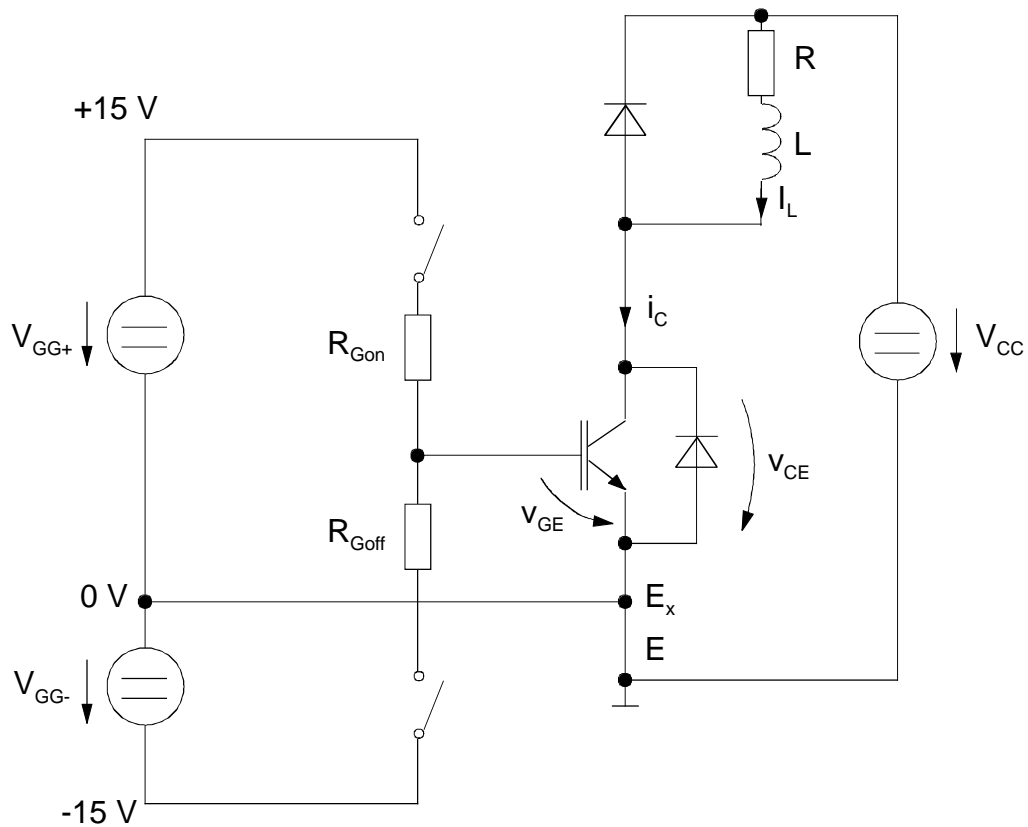 R
+15 V
L
I_L
V_GG+
R_Gon
i_C
V_CC
v_CE
v_GE
R_Goff
0 V
E_x
E
V_GG-
-15 V